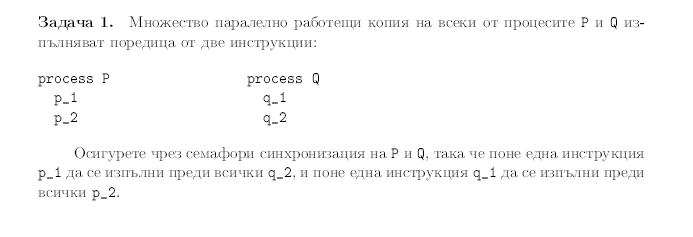 Задача 1. Множество паралелно работещи копия на всеки от процесите P и Q из-
пълняват поредица от две инструкции:
process P process Q
p_1 q_1
p_2 q_2
Осигурете чрез семафори синхронизация на P и Q, така че поне една инструкция
p_1 да се изпълни преди всички q_2, и поне една инструкция q_1 да се изпълни преди
всички p_2.